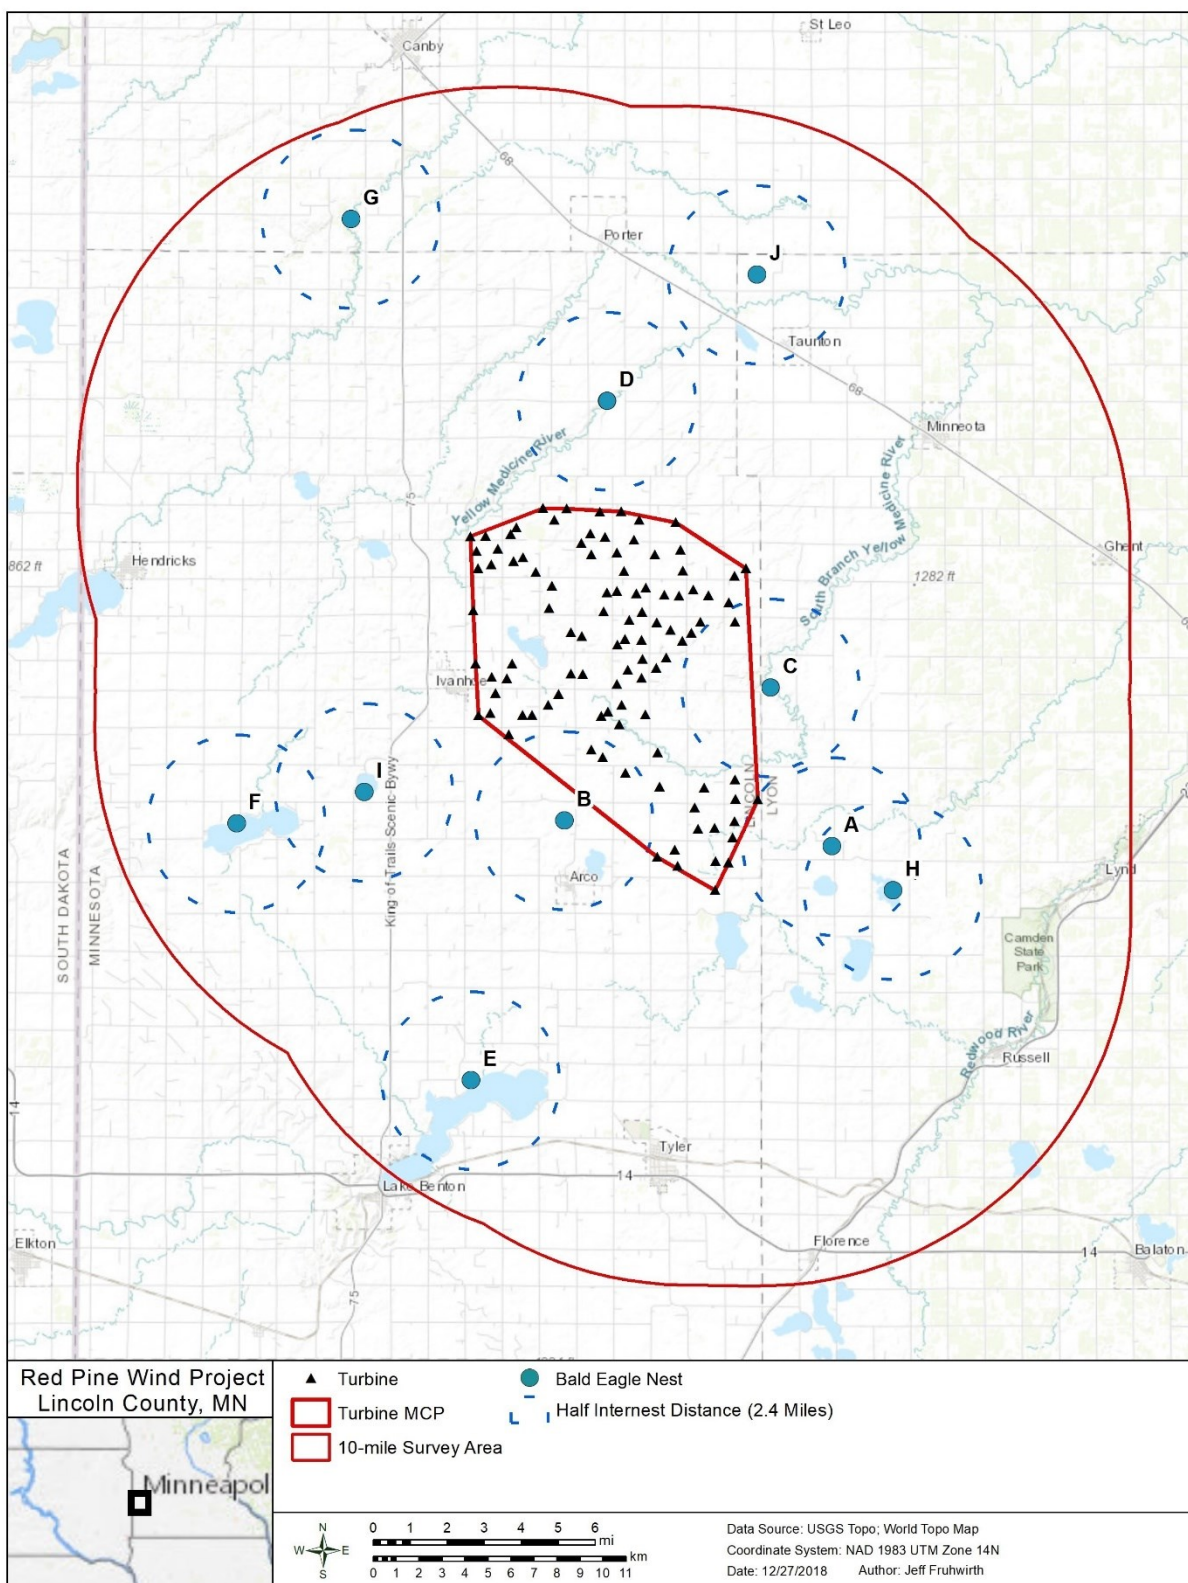 St Leo
Canby
68
G
Porter
J
Taunton
D
68
Minneota
Yellow Medicine River
75
South Branch Yellow Medicine River
Ghent
Hendricks
862 ft
1282 ft
C
Ivanhoe
I
F
B
LINCOLN
LYON
A
H
Arco
Lynd
King of Trails Scenic Bywy
SOUTH DAKOTA
MINNESOTA
Camden
State
Park
Redwood River
Russell
E
14
Tyler
14
Lake Benton
Florence
14
Balaton
Elkton
75
Red Pine Wind Project
Lincoln County, MN
Minneapol
Turbine
Turbine MCP
10-mile Survey Area
Bald Eagle Nest
Half Internest Distance (2.4 Miles)
N
W E
S
0 1 2 3 4 5 6
mi
km
0 1 2 3 4 5 6 7 8 9 10 11
Data Source: USGS Topo; World Topo Map
Coordinate System: NAD 1983 UTM Zone 14N
Date: 12/27/2018 Author: Jeff Fruhwirth